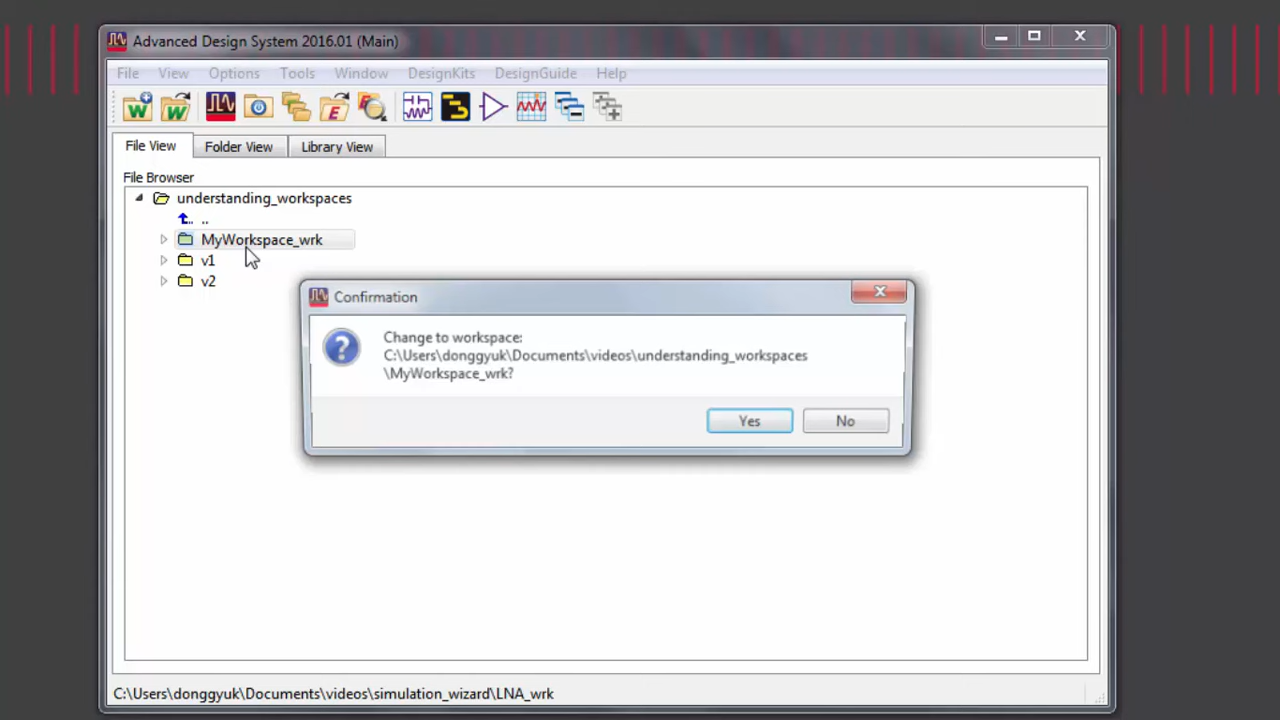 Advanced Design System 2016.01 (Main)
File View Options Tools Window DesignKits DesignGuide Help
File View Folder View Library View
File Browser
understanding_workspaces
..
MyWorkspace_wrk
v1
v2
Confirmation
Change to workspace:
C:\Users\donggyuk\Documents\videos\understanding_workspaces
\MyWorkspace_wrk?
Yes No
C:\Users\donggyuk\Documents\videos\simulation_wizard\LNA_wrk